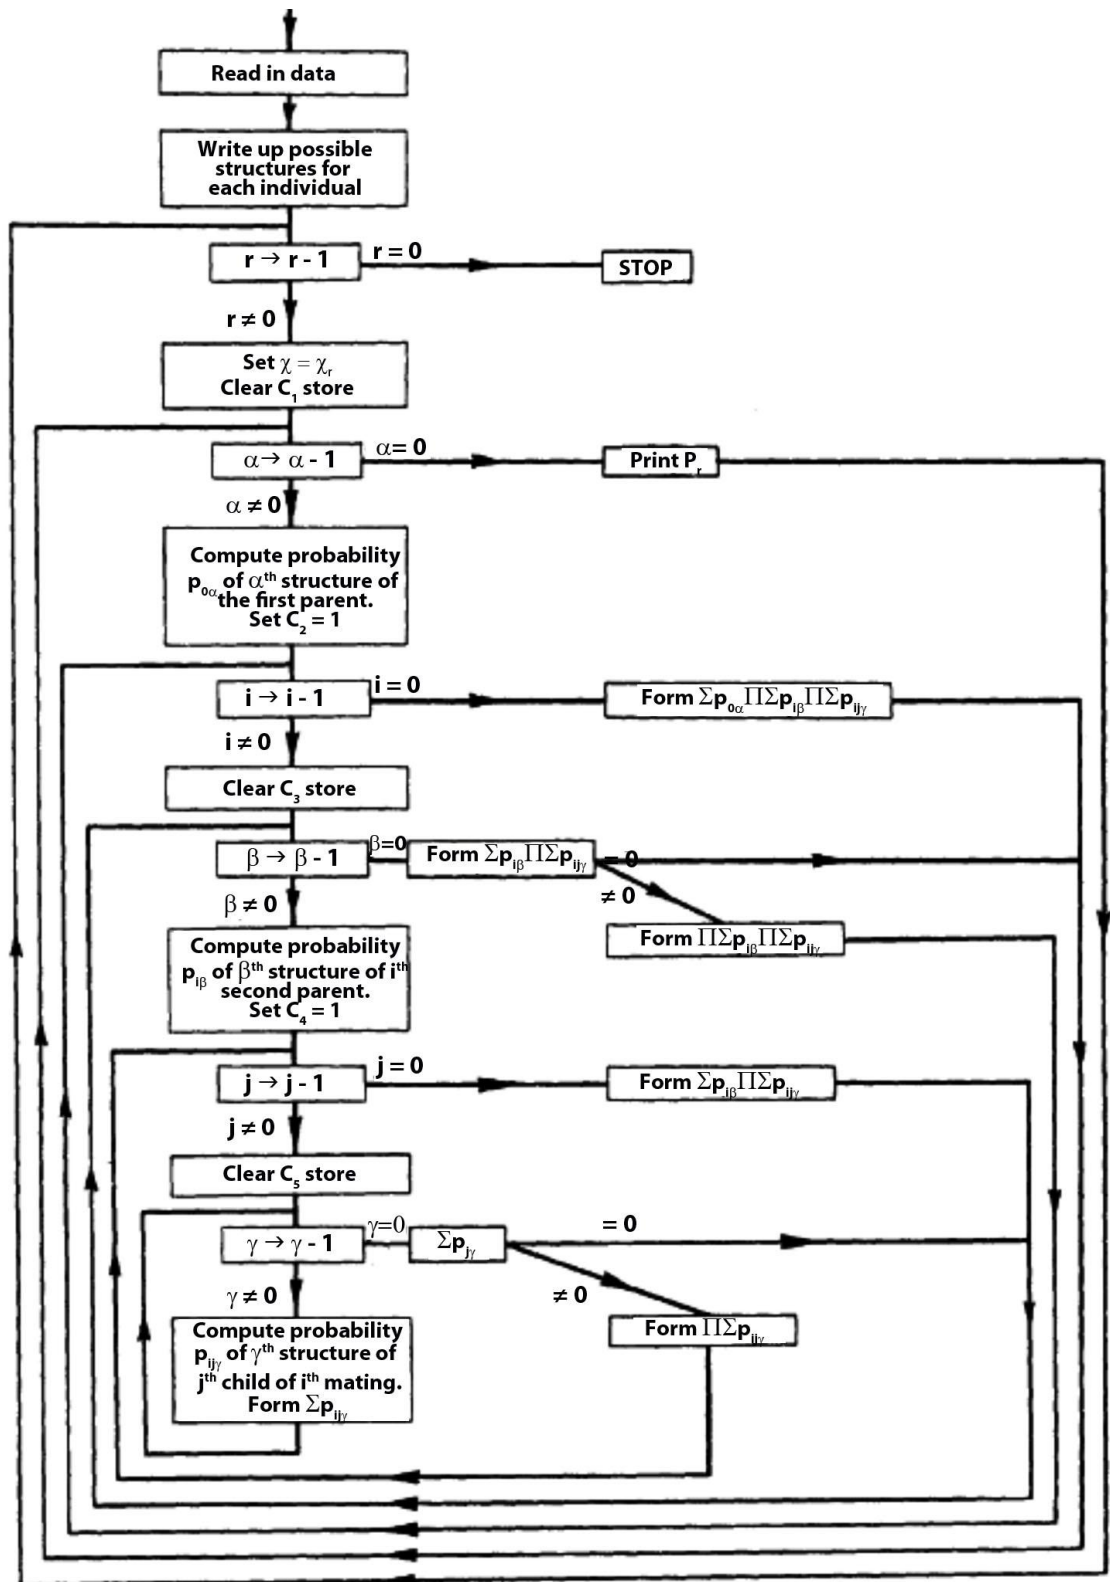 Read in data
Write up possible
structures for
each individual
r → r - 1
r = 0
STOP
r ≠ 0
Set χ = χᵣ
Clear C₁ store
α → α - 1
α = 0
Print Pᵣ
α ≠ 0
Compute probability
p₀α of αᵗʰ structure of
the first parent.
Set C₂ = 1
i → i - 1
i = 0
Form Σp₀αΠΣpᵢβΠΣpᵢⱼγ
i ≠ 0
Clear C₃ store
β → β - 1
β=0
Form ΣpᵢβΠΣpᵢⱼγ
= 0
≠ 0
β ≠ 0
Form ΠΣpᵢβΠΣpᵢⱼγ
Compute probability
pᵢβ of βᵗʰ structure of iᵗʰ
second parent.
Set C₄ = 1
j → j - 1
j = 0
Form ΣpᵢβΠΣpᵢⱼγ
j ≠ 0
Clear C₅ store
γ → γ - 1
γ=0
Σpⱼγ
= 0
≠ 0
γ ≠ 0
Form ΠΣpᵢⱼγ
Compute probability
pᵢⱼγ of γᵗʰ structure of
jᵗʰ child of iᵗʰ mating.
Form Σpᵢⱼγ